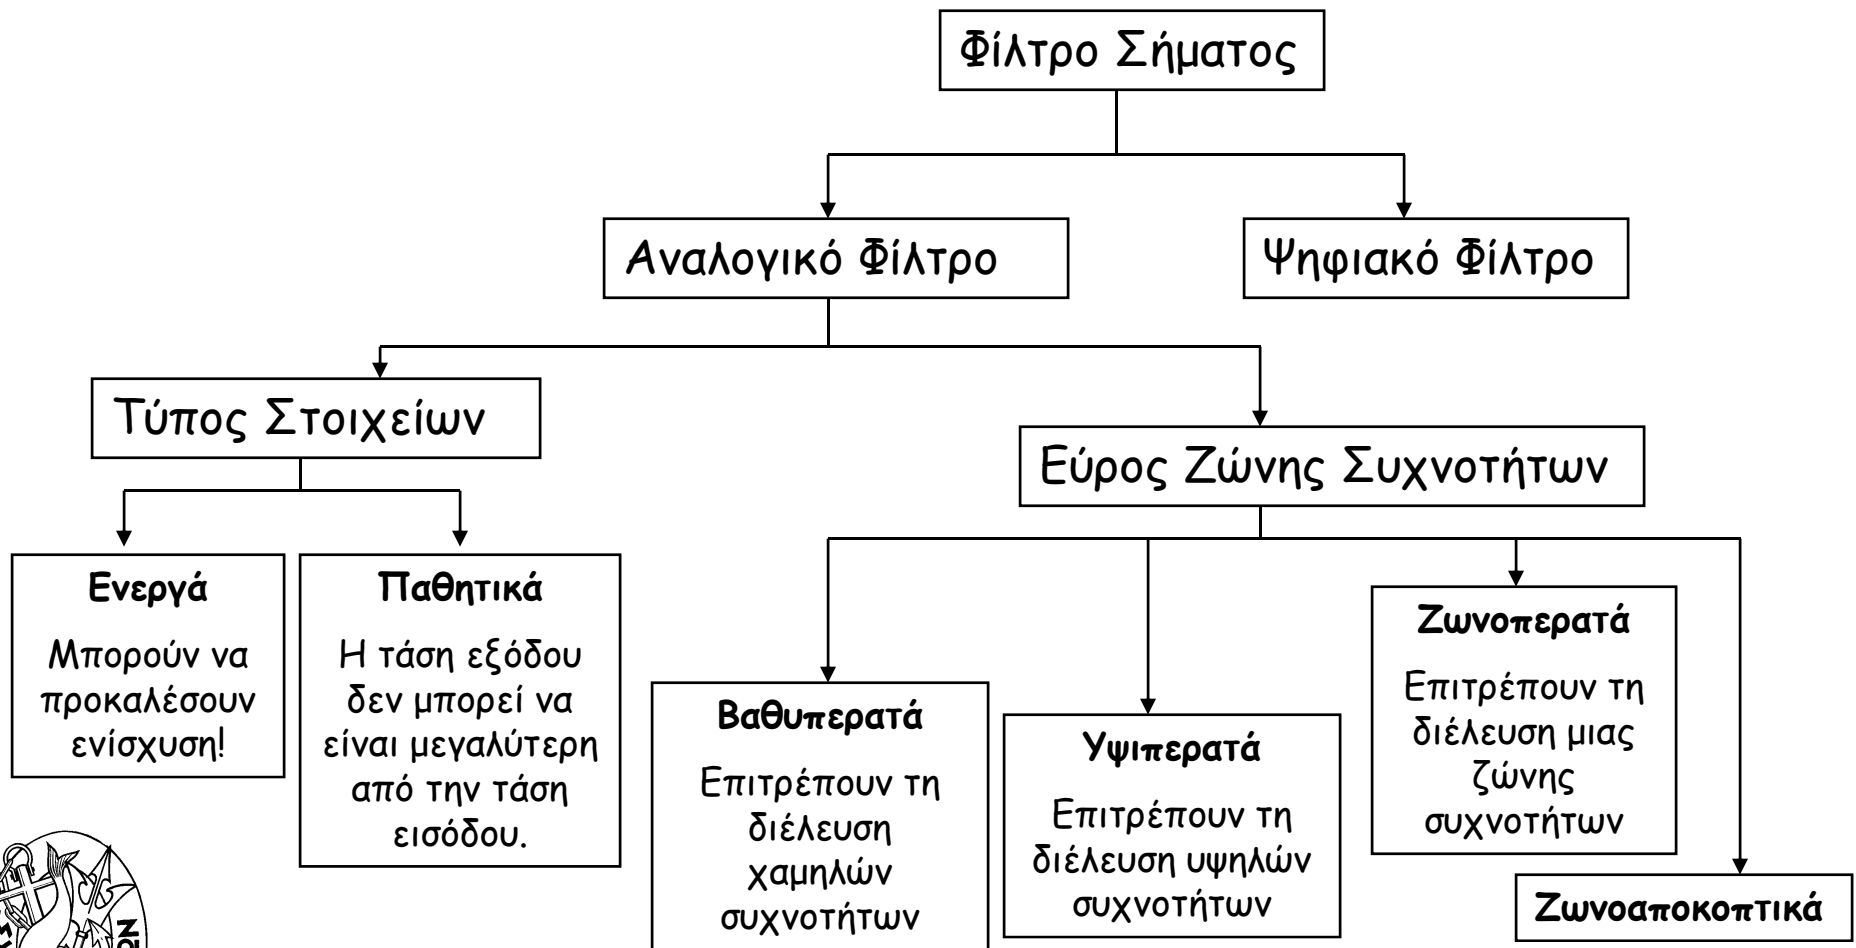 Φίλτρο Σήματος
Αναλογικό Φίλτρο
Ψηφιακό Φίλτρο
Τύπος Στοιχείων
Εύρος Ζώνης Συχνοτήτων
Ενεργά
Μπορούν να
προκαλέσουν
ενίσχυση!
Παθητικά
Η τάση εξόδου
δεν μπορεί να
είναι μεγαλύτερη
από την τάση
εισόδου.
Βαθυπερατά
Επιτρέπουν τη
διέλευση
χαμηλών
συχνοτήτων
Υψιπερατά
Επιτρέπουν τη
διέλευση υψηλών
συχνοτήτων
Ζωνοπερατά
Επιτρέπουν τη
διέλευση μιας
ζώνης
συχνοτήτων
Ζωνοαποκοπτικά